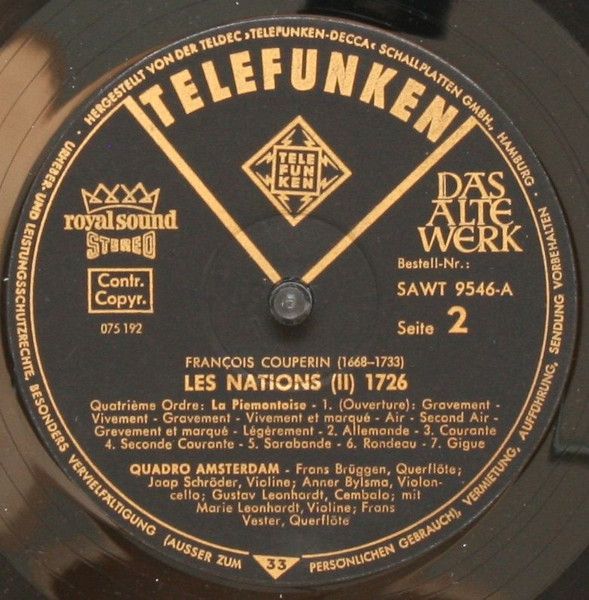 · HERGESTELLT VON DER TELDEC »TELEFUNKEN-DECCA« SCHALLPLATTEN GMBH., HAMBURG ·
TELEFUNKEN
TELE
FUN
KEN
royal sound
STEREO
Contr.
Copyr.
075 192
DAS
ALTE
WERK
Bestell-Nr.:
SAWT 9546-A
Seite 2
FRANÇOIS COUPERIN (1668–1733)
LES NATIONS (II) 1726
Quatrième Ordre: La Piemontoise - 1. (Ouverture): Gravement -
Vivement - Gravement - Vivement et marqué - Air - Second Air -
Grevement et marqué - Légèrement - 2. Allemande - 3. Courante
4. Seconde Courante - 5. Sarabande - 6. Rondeau - 7. Gigue
QUADRO AMSTERDAM - Frans Brüggen, Querflöte;
Jaap Schröder, Violine; Anner Bylsma, Violon-
cello; Gustav Leonhardt, Cembalo; mit
Marie Leonhardt, Violine; Frans
Vester, Querflöte
URHEBER- UND LEISTUNGSSCHUTZRECHTE, BESONDERS VERVIELFÄLTIGUNG (AUSSER ZUM
33
PERSÖNLICHEN GEBRAUCH), VERMIETUNG, AUFFÜHRUNG, SENDUNG VORBEHALTEN ·